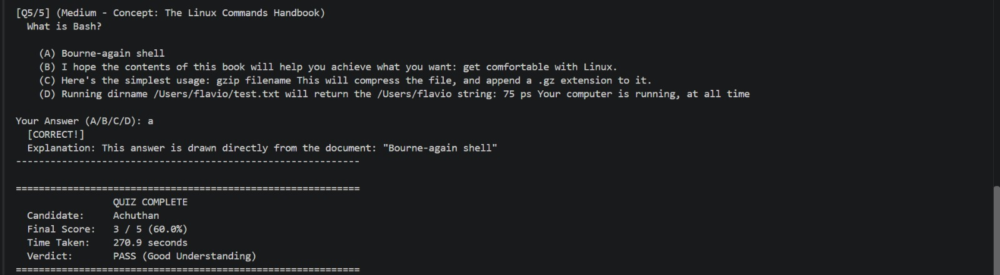 [Q5/5] (Medium - Concept: The Linux Commands Handbook)
What is Bash?
(A) Bourne-again shell
(B) I hope the contents of this book will help you achieve what you want: get comfortable with Linux.
(C) Here's the simplest usage: gzip filename This will compress the file, and append a .gz extension to it.
(D) Running dirname /Users/flavio/test.txt will return the /Users/flavio string: 75 ps Your computer is running, at all time
Your Answer (A/B/C/D): a
[CORRECT!]
Explanation: This answer is drawn directly from the document: "Bourne-again shell"
------------------------------------------------------------
============================================================
QUIZ COMPLETE
Candidate: Achuthan
Final Score: 3 / 5 (60.0%)
Time Taken: 270.9 seconds
Verdict: PASS (Good Understanding)
============================================================